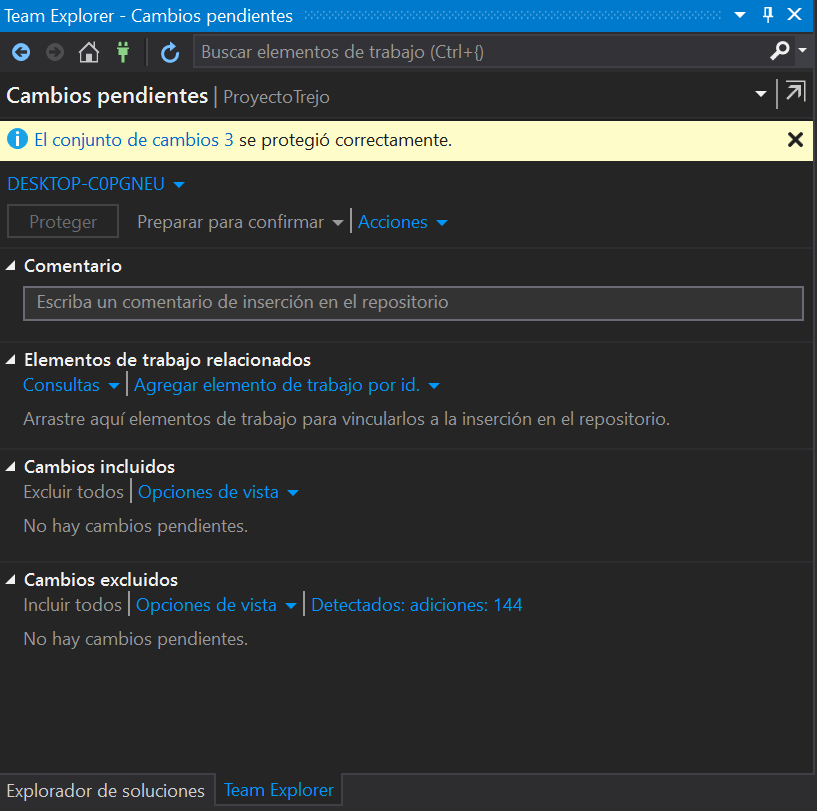 Team Explorer - Cambios pendientes
Buscar elementos de trabajo (Ctrl+{)
Cambios pendientes | ProyectoTrejo
El conjunto de cambios 3 se protegió correctamente.
DESKTOP-C0PGNEU
Proteger Preparar para confirmar | Acciones
Comentario
Escriba un comentario de inserción en el repositorio
Elementos de trabajo relacionados
Consultas | Agregar elemento de trabajo por id.
Arrastre aquí elementos de trabajo para vincularlos a la inserción en el repositorio.
Cambios incluidos
Excluir todos | Opciones de vista
No hay cambios pendientes.
Cambios excluidos
Incluir todos | Opciones de vista | Detectados: adiciones: 144
No hay cambios pendientes.
Explorador de soluciones Team Explorer